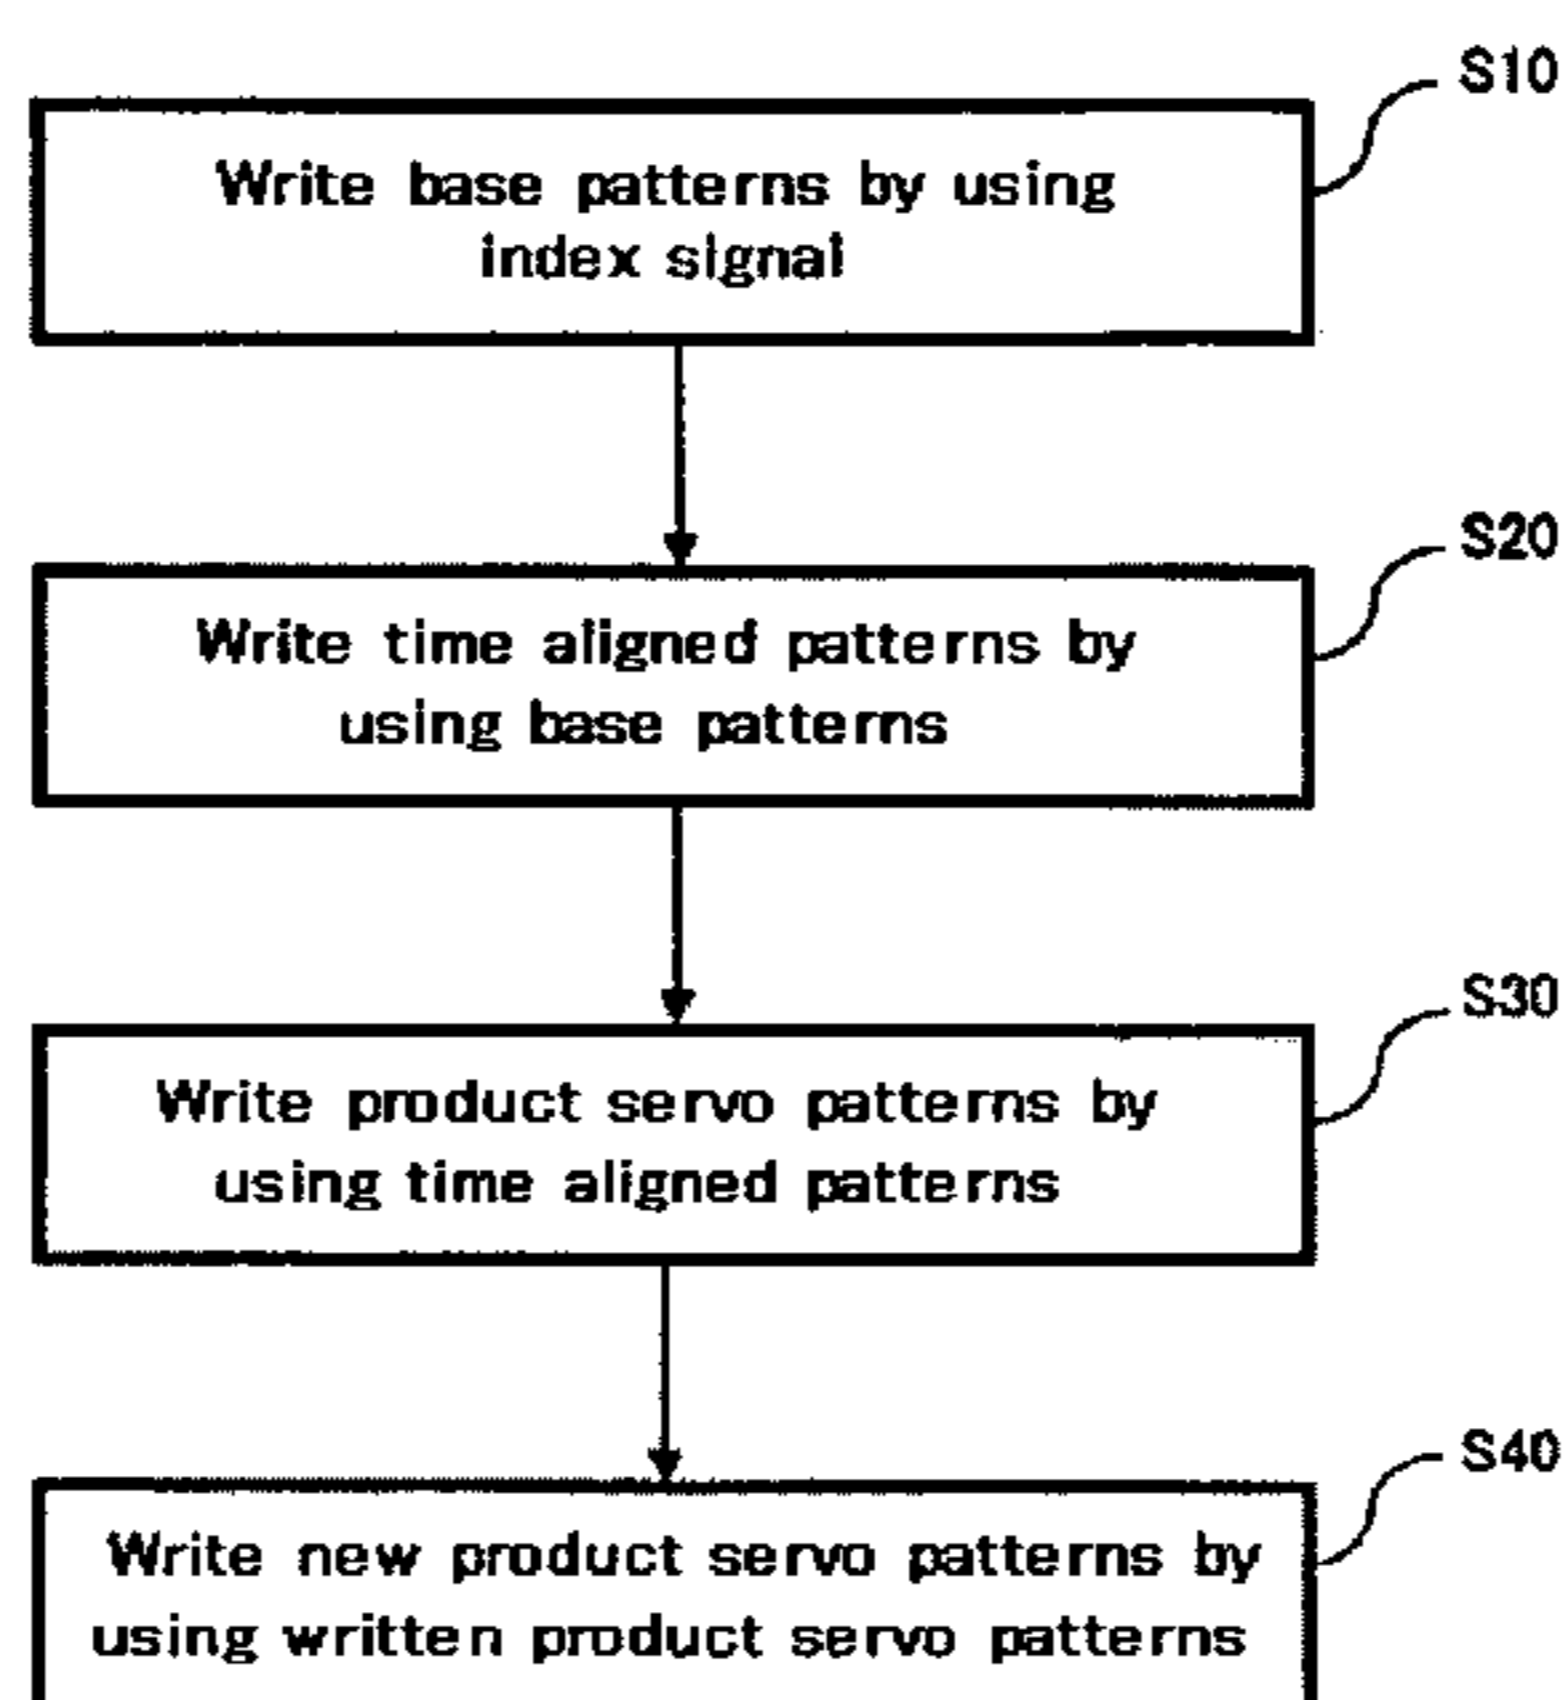 S10
Write base patterns by using
index signal
S20
Write time aligned patterns by
using base patterns
S30
Write product servo patterns by
using time aligned patterns
S40
Write new product servo patterns by
using written product servo patterns